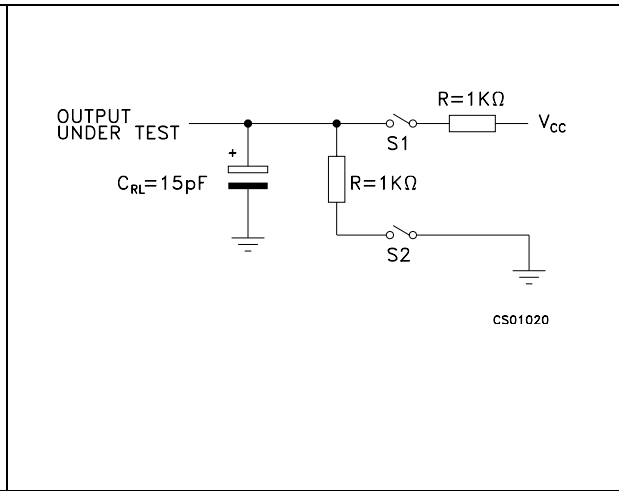 R=1KΩ
OUTPUT
UNDER TEST
V_CC
S1
+
C_RL=15pF
R=1KΩ
S2
CS01020